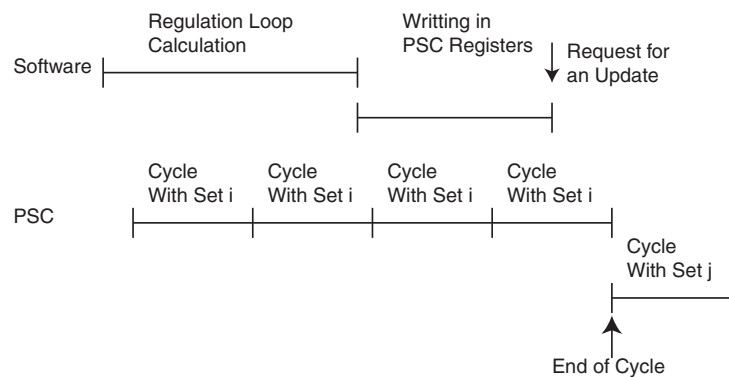 Regulation Loop
Calculation
Writting in
PSC Registers
Request for
an Update
Software
Cycle
With Set i
Cycle
With Set i
Cycle
With Set i
Cycle
With Set i
PSC
Cycle
With Set j
End of Cycle